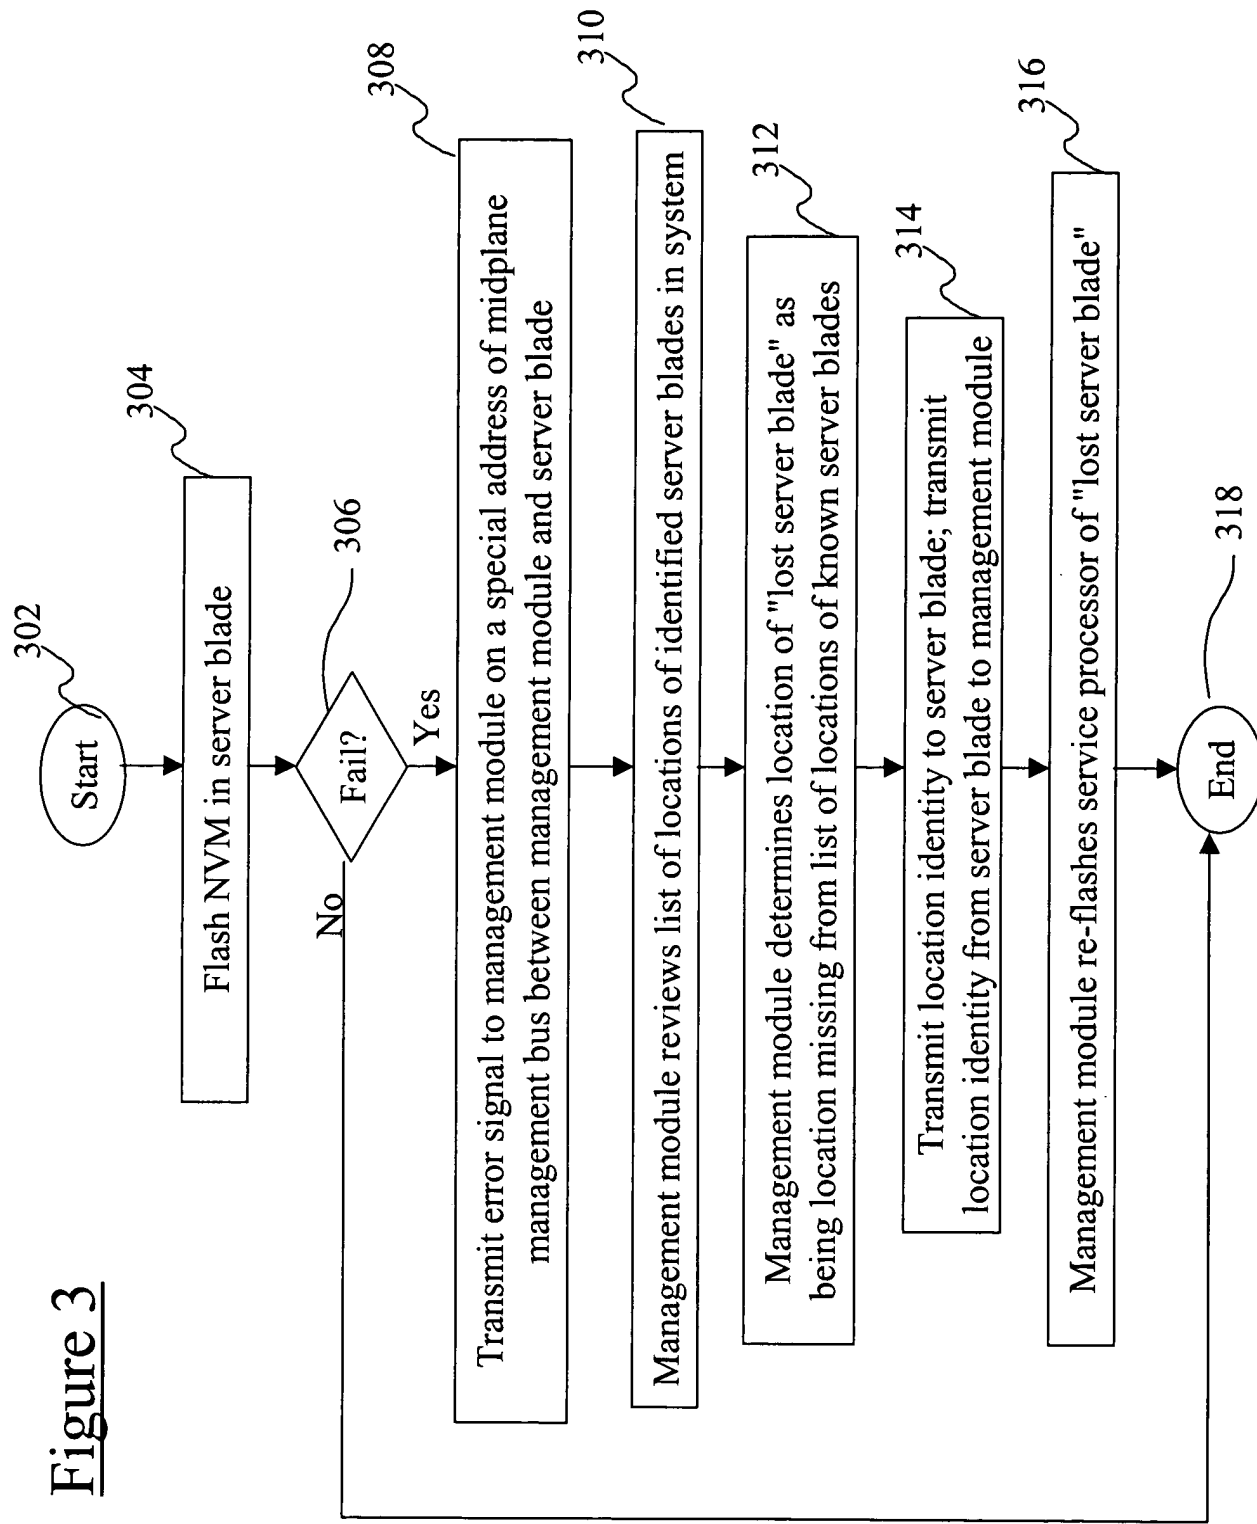 Figure 3
Start
302
Flash NVM in server blade
304
Fail?
306
Yes
No
Transmit error signal to management module on a special address of midplane
management bus between management module and server blade
308
Management module reviews list of locations of identified server blades in system
310
Management module determines location of "lost server blade" as
being location missing from list of locations of known server blades
312
Transmit location identity to server blade; transmit
location identity from server blade to management module
314
Management module re-flashes service processor of "lost server blade"
316
End
318